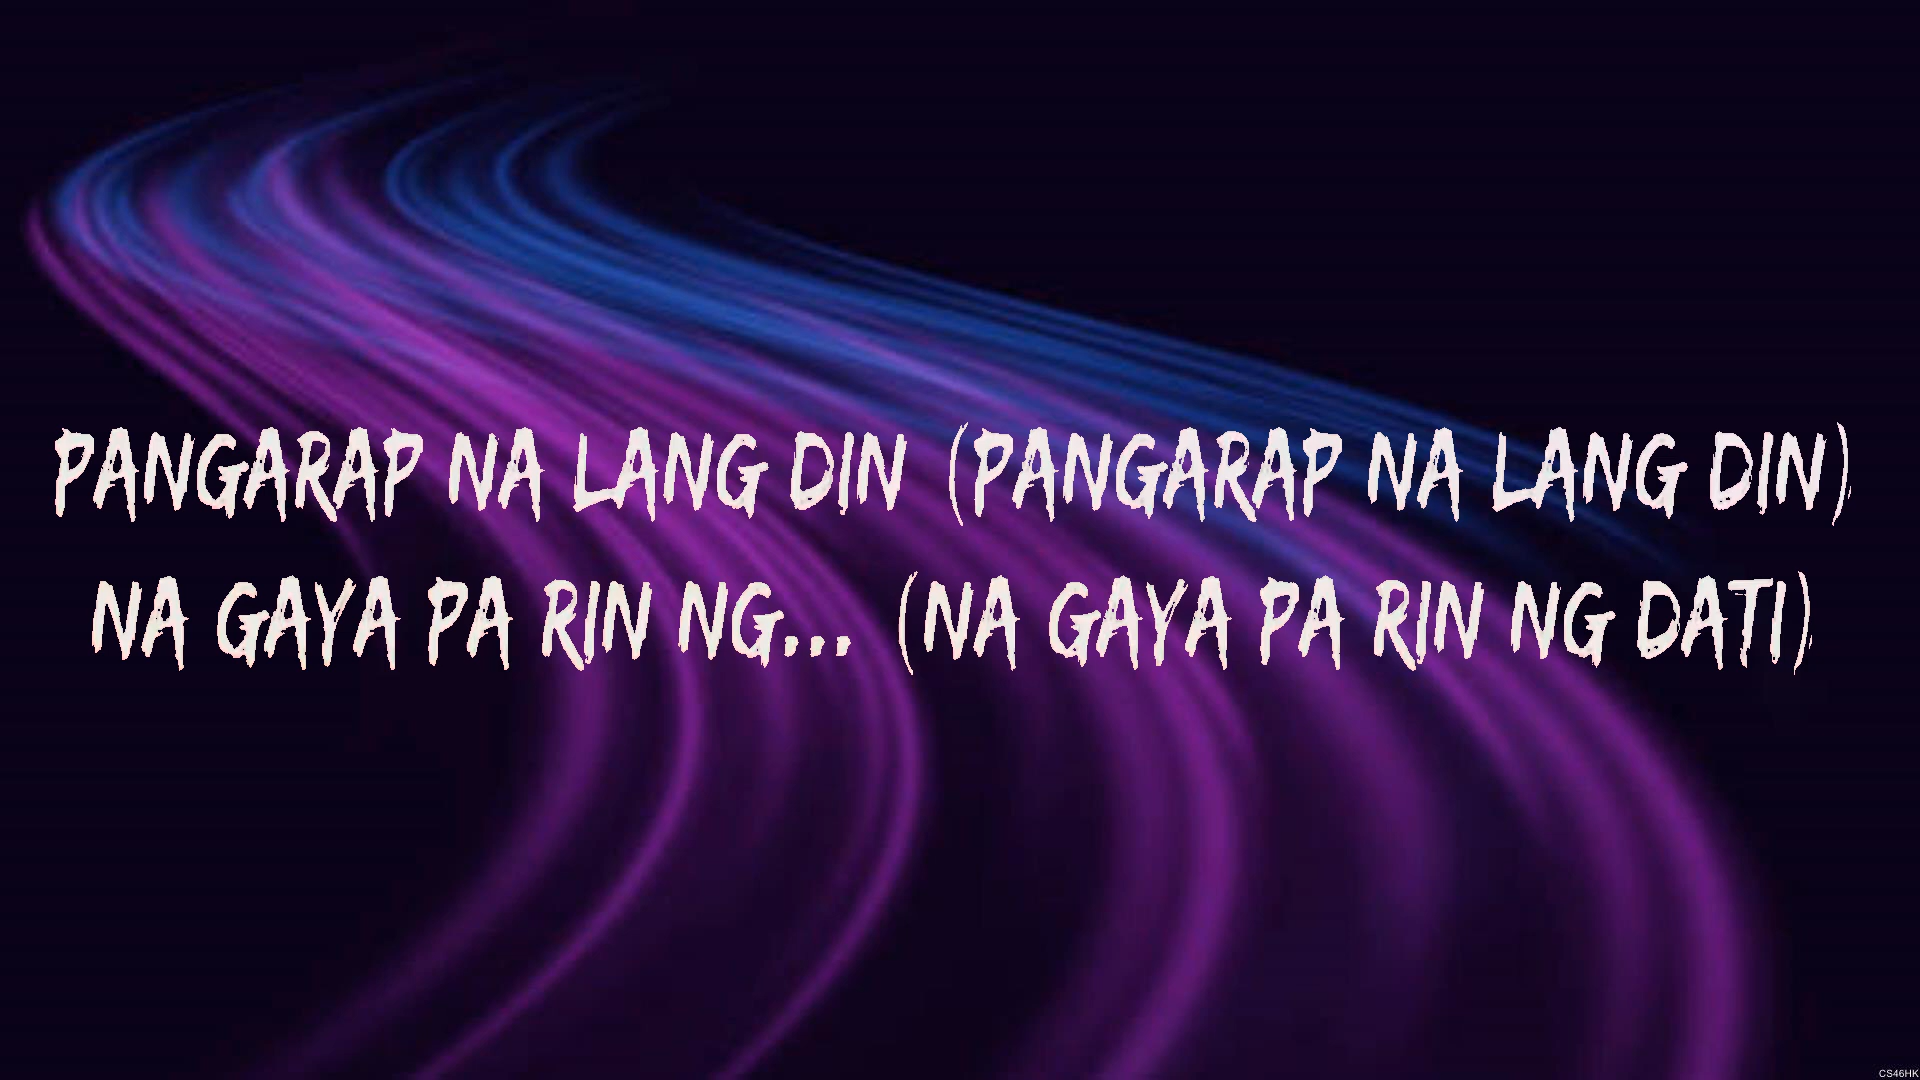 PANGARAP NA LANG DIN (PANGARAP NA LANG DIN)
NA GAYA PA RIN NG... (NA GAYA PA RIN NG DATI)
CS46HK